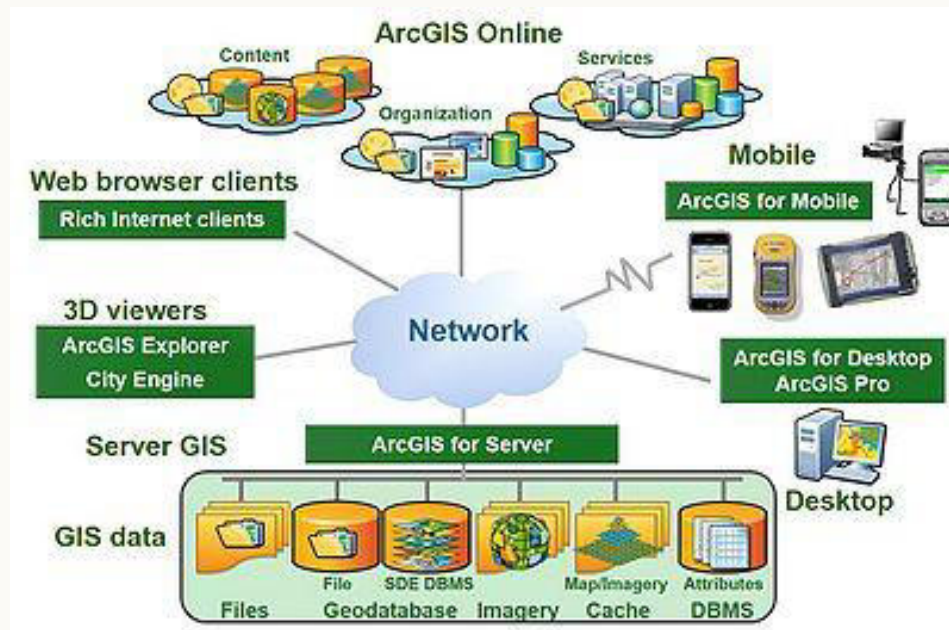 ArcGIS Online
Content
Services
Organization
Web browser clients
Rich Internet clients
Mobile
ArcGIS for Mobile
3D viewers
ArcGIS Explorer
City Engine
Network
ArcGIS for Desktop
ArcGIS Pro
Desktop
Server GIS
ArcGIS for Server
GIS data
File
SDE DBMS
Map/Imagery
Attributes
Files
Geodatabase
Imagery
Cache
DBMS